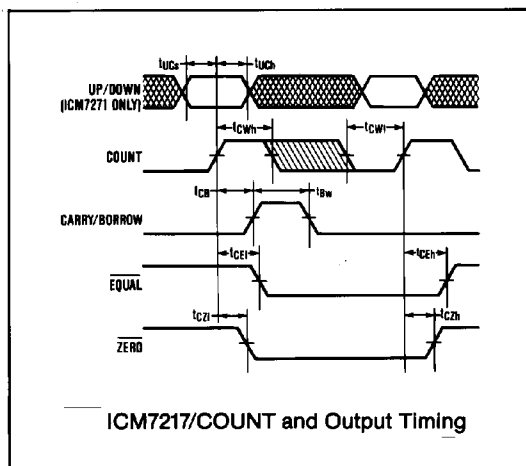 tUCs tUCh
UP/DOWN
(ICM7271 ONLY)
tCWh tCWl
COUNT
tCB tBw
CARRY/BORROW
tCEl tCEh
EQUAL
tCZl tCZh
ZERO
ICM7217/COUNT and Output Timing